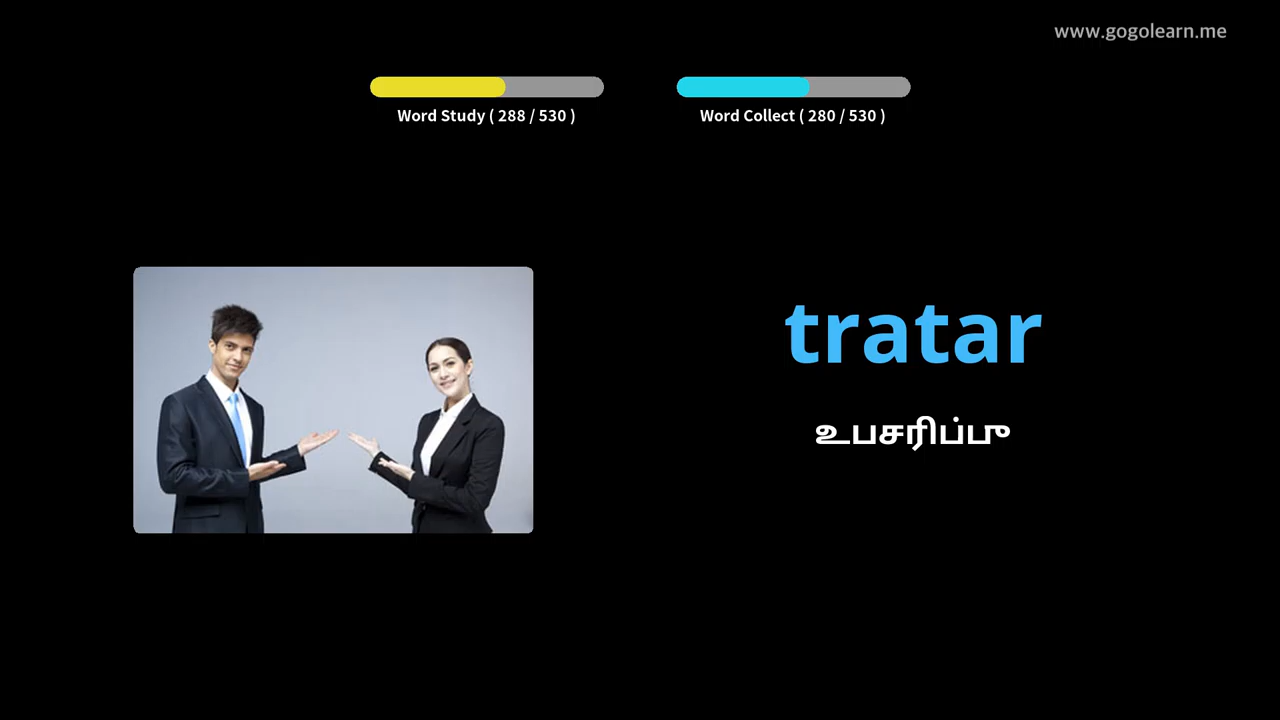 www.gogolearn.me
Word Study ( 288 / 530 )
Word Collect ( 280 / 530 )
tratar
உபசரிப்பு